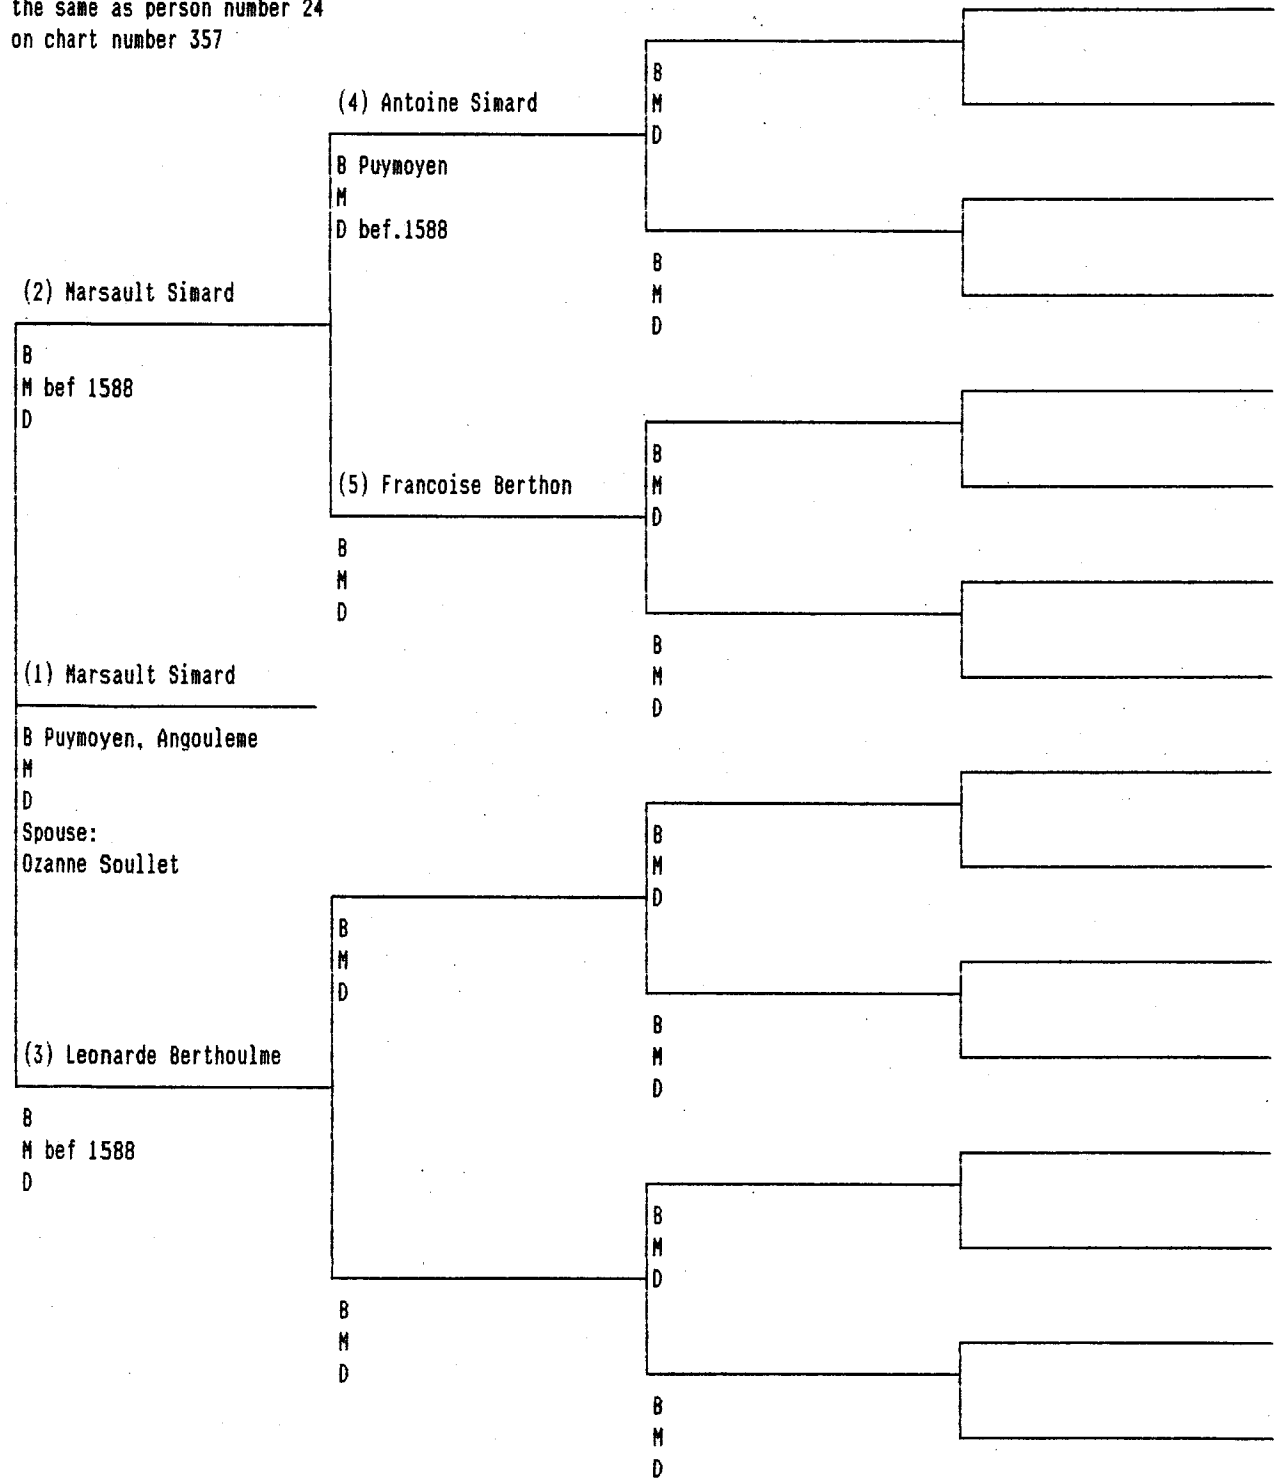 the same as person number 24
on chart number 357
B
M
D
(4) Antoine Simard
B Puymoyen
M
D bef.1588
B
M
D
(2) Marsault Simard
B
M bef 1588
D
B
M
D
(5) Francoise Berthon
B
M
D
B
M
D
(1) Marsault Simard
B Puymoyen, Angouleme
M
D
Spouse:
Ozanne Soullet
B
M
D
B
M
D
B
M
D
(3) Leonarde Berthoulme
B
M bef 1588
D
B
M
D
B
M
D
B
M
D